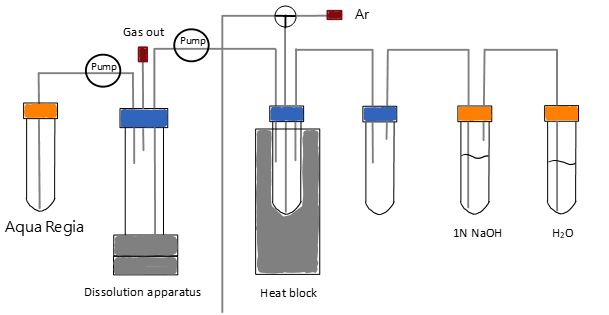 Ar
Gas out
Pump
Pump
Aqua Regia
1N NaOH
H₂O
Dissolution apparatus
Heat block